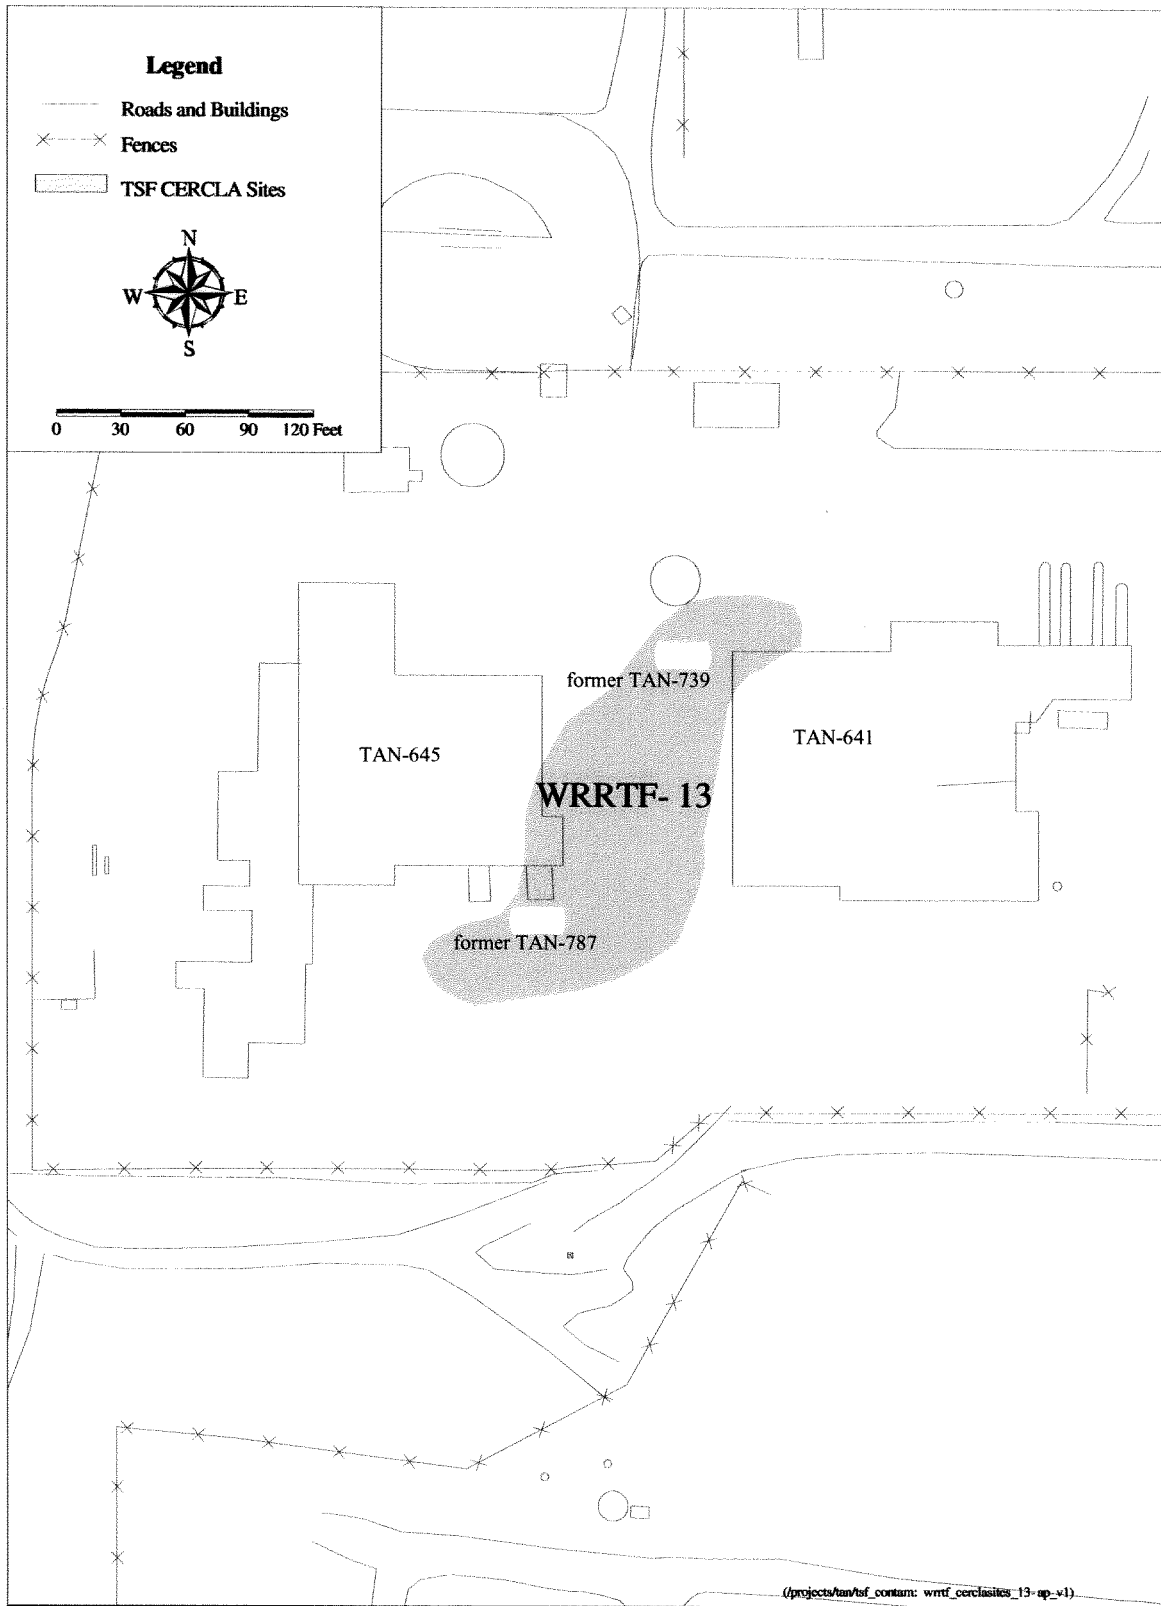 Legend
Roads and Buildings
Fences
TSF CERCLA Sites
N
W E
S
0 30 60 90 120 Feet
former TAN-739
TAN-645
TAN-641
WRRTF- 13
former TAN-787
(/projects/tan/tsf_contam: wrrtf_cerclasites_13-ap_v1)